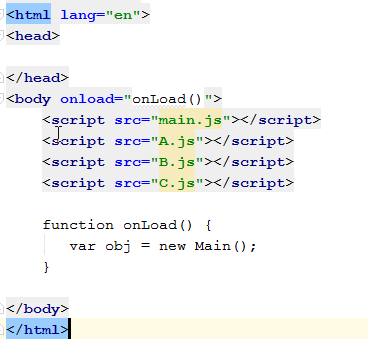 <html lang="en">
<head>
</head>
<body onload="onLoad()">
<script src="main.js"></script>
<script src="A.js"></script>
<script src="B.js"></script>
<script src="C.js"></script>
function onLoad() {
var obj = new Main();
}
</body>
</html>